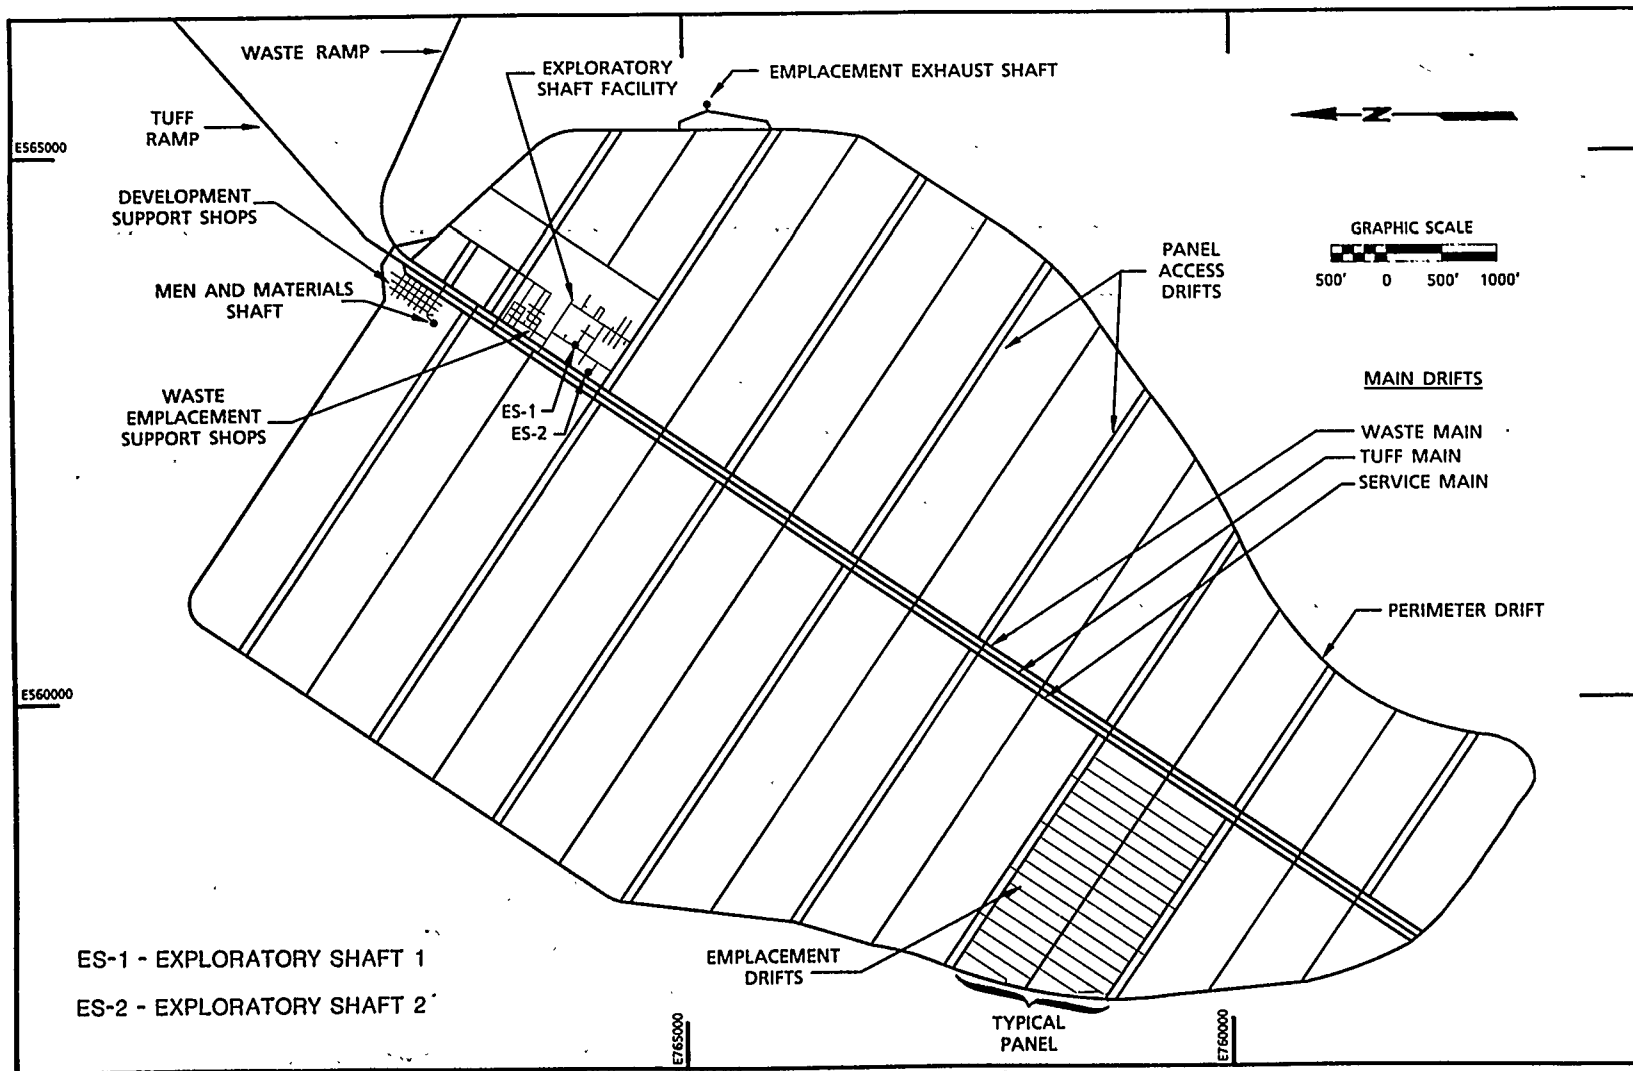 WASTE RAMP
EXPLORATORY
SHAFT FACILITY
EMPLACEMENT EXHAUST SHAFT
TUFF
RAMP
N
E565000
DEVELOPMENT
SUPPORT SHOPS
GRAPHIC SCALE
500' 0 500' 1000'
PANEL
ACCESS
DRIFTS
MEN AND MATERIALS
SHAFT
MAIN DRIFTS
WASTE
EMPLACEMENT
SUPPORT SHOPS
ES-1
ES-2
WASTE MAIN
TUFF MAIN
SERVICE MAIN
PERIMETER DRIFT
E560000
EMPLACEMENT
DRIFTS
ES-1 - EXPLORATORY SHAFT 1
ES-2 - EXPLORATORY SHAFT 2
TYPICAL
PANEL
E765000
E760000